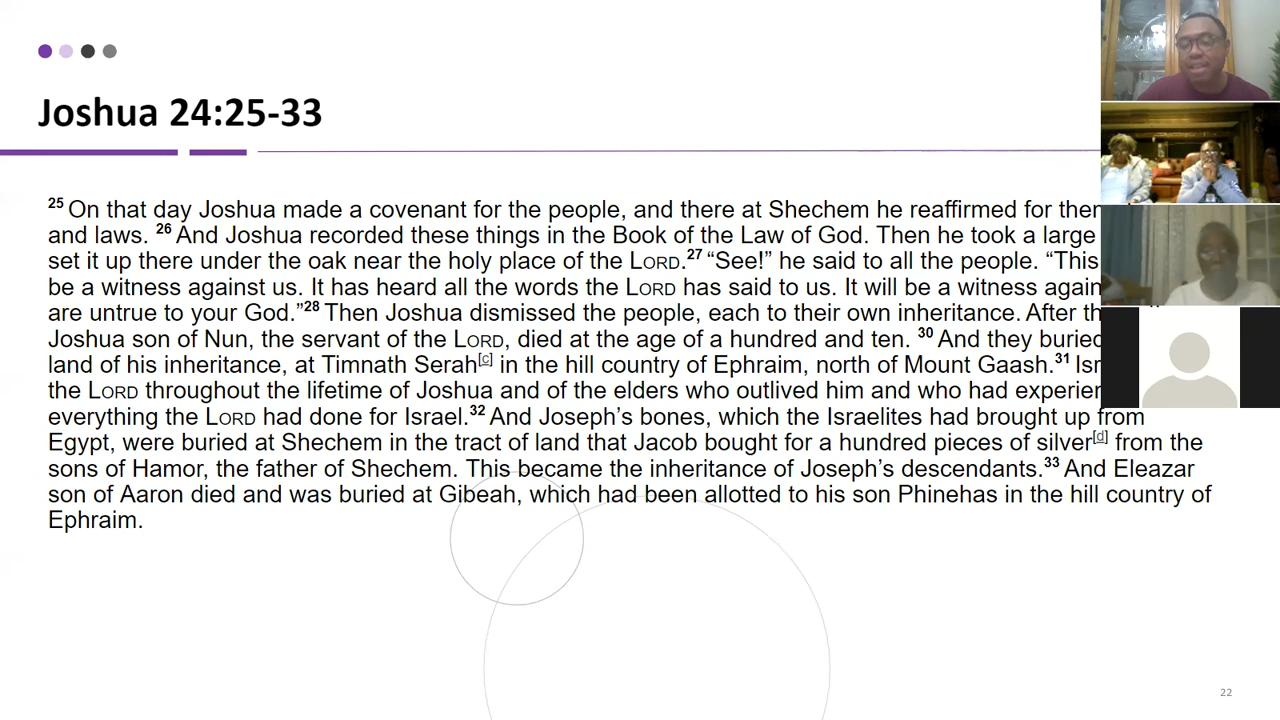 Joshua 24:25-33
25 On that day Joshua made a covenant for the people, and there at Shechem he reaffirmed for
and laws. 26 And Joshua recorded these things in the Book of the Law of God. Then he took a large
set it up there under the oak near the holy place of the LORD.27 “See!” he said to all the people. “This
be a witness against us. It has heard all the words the LORD has said to us. It will be a witness
are untrue to your God.”28 Then Joshua dismissed the people, each to their own inheritance. After
Joshua son of Nun, the servant of the LORD, died at the age of a hundred and ten. 30 And they buried
land of his inheritance, at Timnath Serah[c] in the hill country of Ephraim, north of Mount Gaash.31
the LORD throughout the lifetime of Joshua and of the elders who outlived him and who had
everything the LORD had done for Israel.32 And Joseph’s bones, which the Israelites had brought up from
Egypt, were buried at Shechem in the tract of land that Jacob bought for a hundred pieces of silver[d] from the
sons of Hamor, the father of Shechem. This became the inheritance of Joseph’s descendants.33 And Eleazar
son of Aaron died and was buried at Gibeah, which had been allotted to his son Phinehas in the hill country of
Ephraim.
22